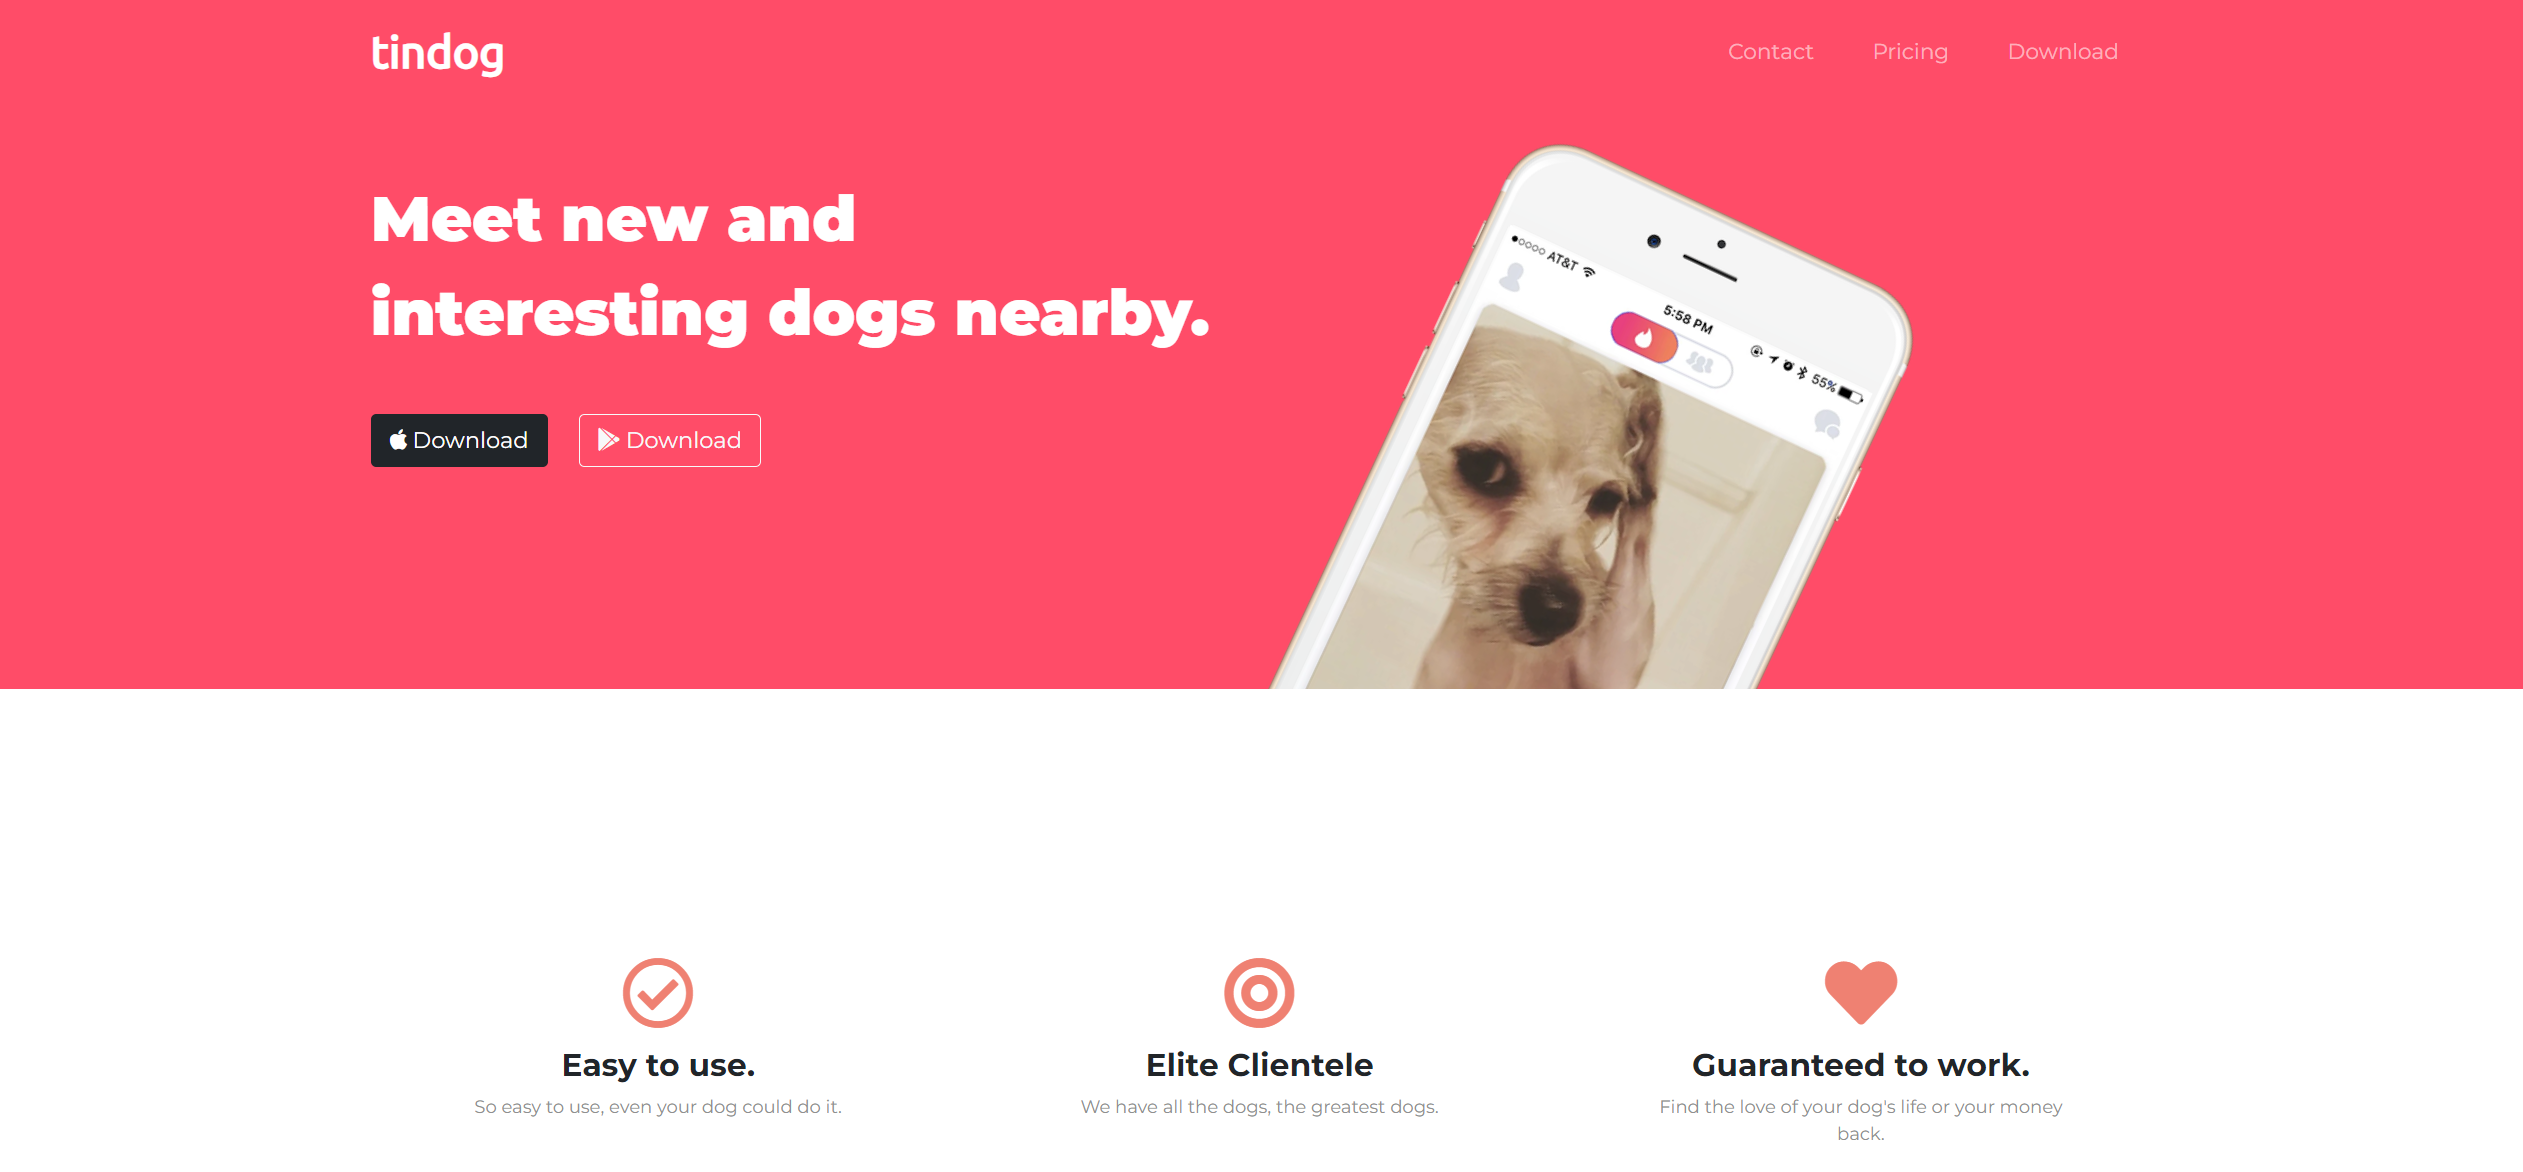 tindog
Contact
Pricing
Download
Meet new and
interesting dogs nearby.
Download
Download
AT&T
5:58 PM
55%
Easy to use.
So easy to use, even your dog could do it.
Elite Clientele
We have all the dogs, the greatest dogs.
Guaranteed to work.
Find the love of your dog's life or your money
back.